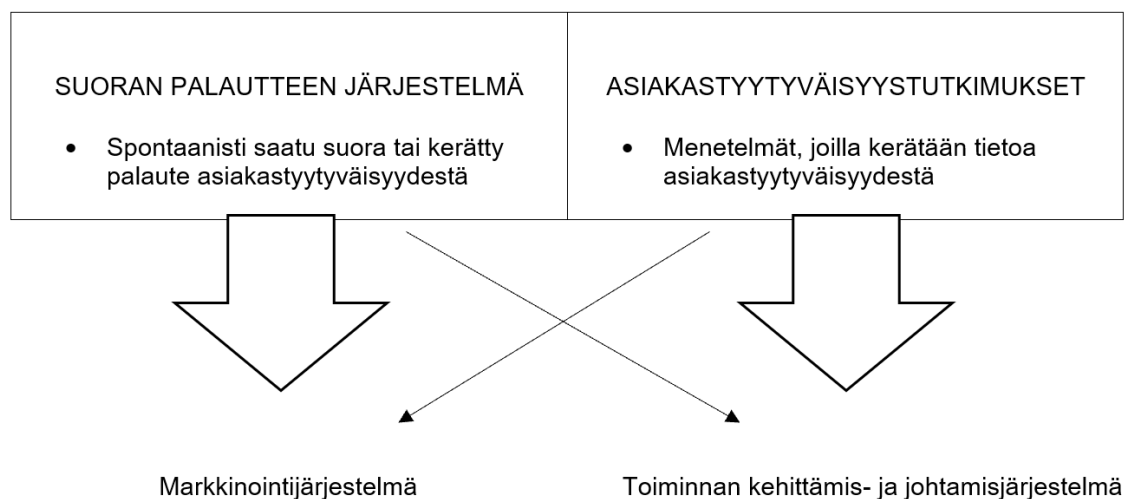 SUORAN PALAUTTEEN JÄRJESTELMÄ
• Spontaanisti saatu suora tai kerätty
palaute asiakastyytyväisyydestä
ASIAKASTYYTYVÄISYYSTUTKIMUKSET
• Menetelmät, joilla kerätään tietoa
asiakastyytyväisyydestä
Markkinointijärjestelmä
Toiminnan kehittämis- ja johtamisjärjestelmä